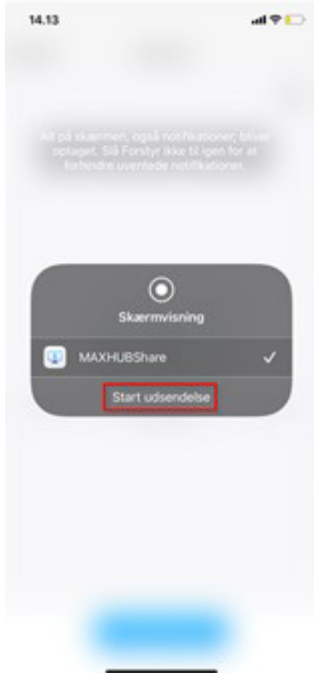 14.13
Alt på skærmen, også notifikationer, bliver
optaget. Slå Forstyr ikke til igen for at
forhindre uventede notifikationer.
Skærmvisning
MAXHUBShare
Start udsendelse